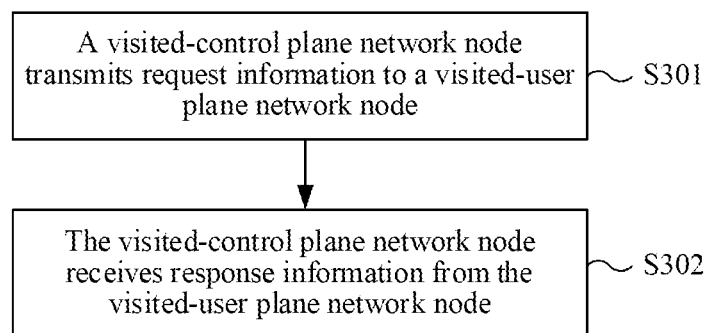 A visited-control plane network node
transmits request information to a visited-user
plane network node
S301
The visited-control plane network node
receives response information from the
visited-user plane network node
S302